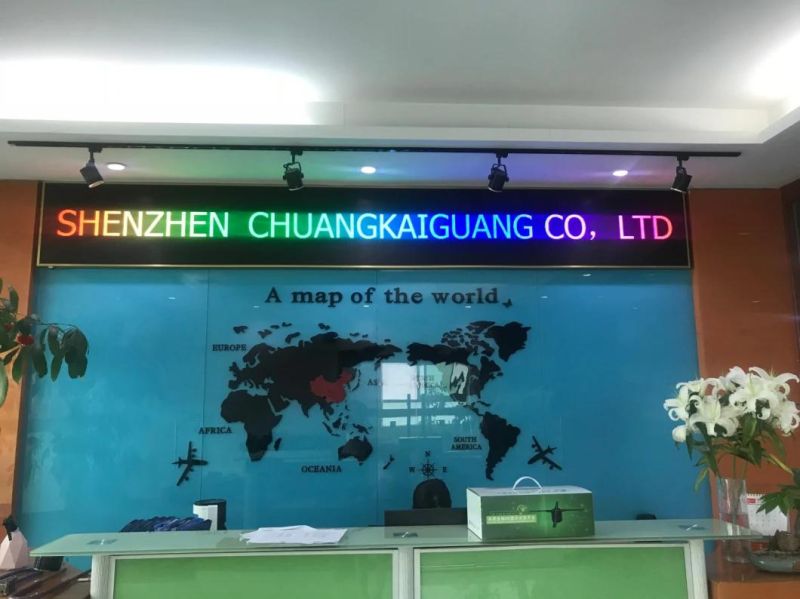 SHENZHEN CHUANGKAIGUANG CO, LTD
A map of the world
EUROPE
AFRICA
OCEANIA
N
W E
SOUTH
AMERICA